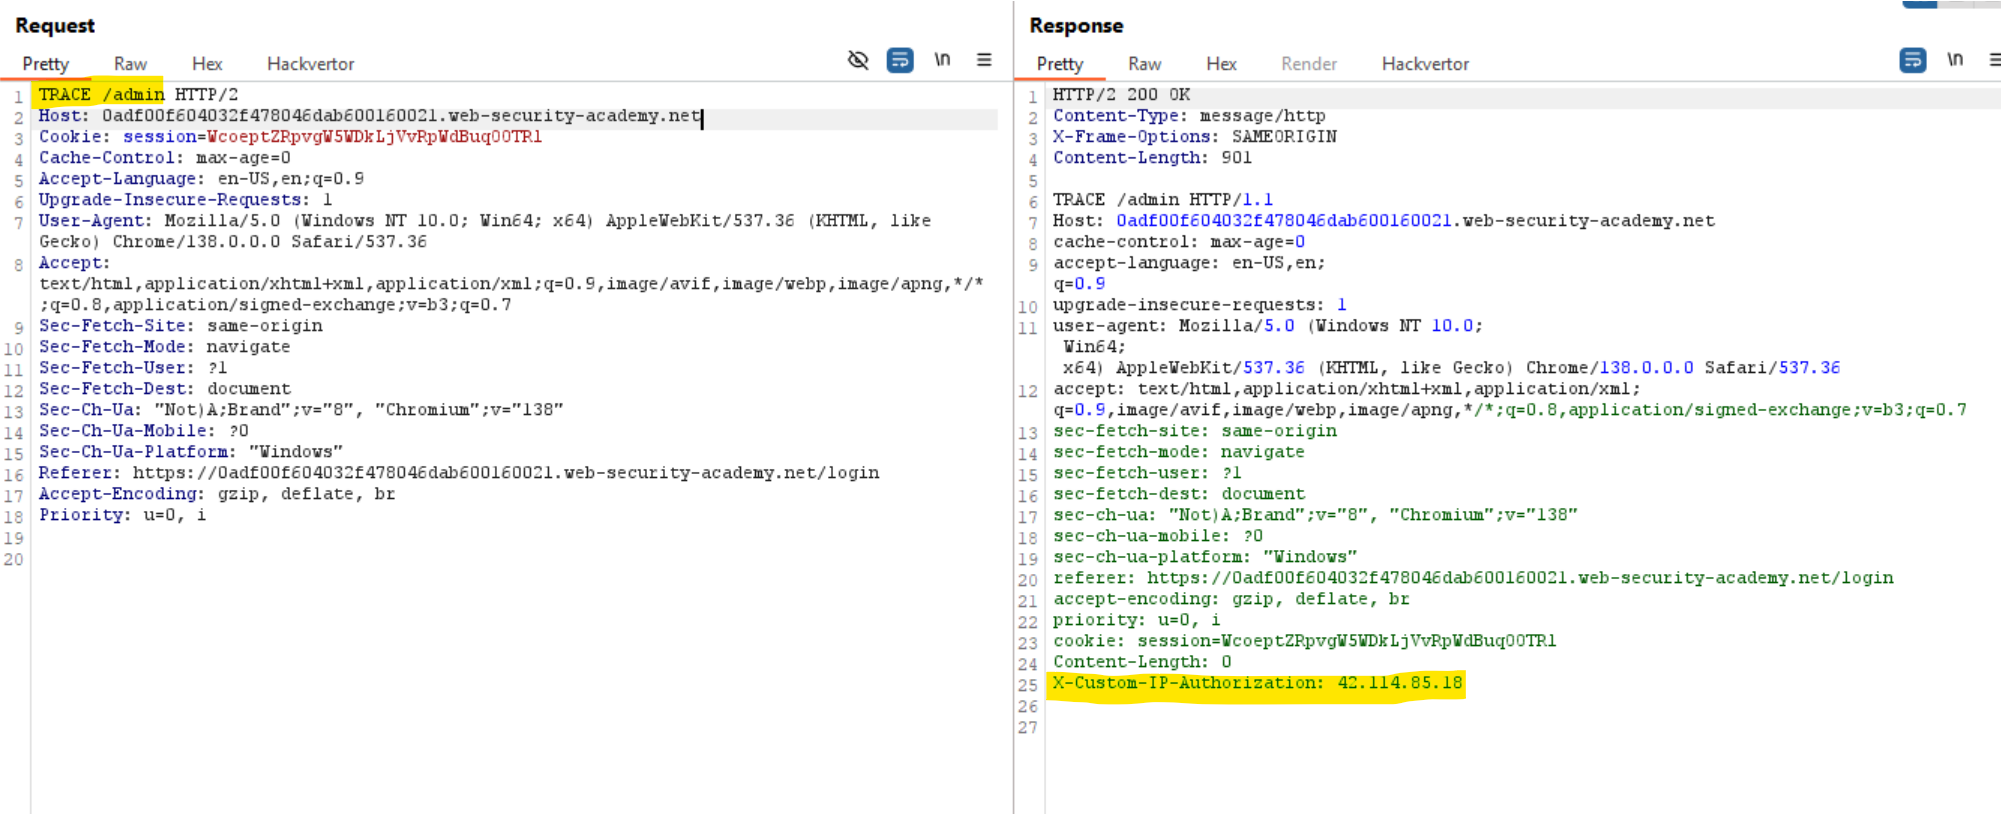 Request
Pretty Raw Hex Hackvertor \n
1 TRACE /admin HTTP/2
2 Host: 0adf00f604032f478046dab600160021.web-security-academy.net
3 Cookie: session=WcoeptZRpvgW5WDkLjVvRpWdBuq0OTRl
4 Cache-Control: max-age=0
5 Accept-Language: en-US,en;q=0.9
6 Upgrade-Insecure-Requests: 1
7 User-Agent: Mozilla/5.0 (Windows NT 10.0; Win64; x64) AppleWebKit/537.36 (KHTML, like
Gecko) Chrome/138.0.0.0 Safari/537.36
8 Accept:
text/html,application/xhtml+xml,application/xml;q=0.9,image/avif,image/webp,image/apng,*/*
;q=0.8,application/signed-exchange;v=b3;q=0.7
9 Sec-Fetch-Site: same-origin
10 Sec-Fetch-Mode: navigate
11 Sec-Fetch-User: ?1
12 Sec-Fetch-Dest: document
13 Sec-Ch-Ua: "Not)A;Brand";v="8", "Chromium";v="138"
14 Sec-Ch-Ua-Mobile: ?0
15 Sec-Ch-Ua-Platform: "Windows"
16 Referer: https://0adf00f604032f478046dab600160021.web-security-academy.net/login
17 Accept-Encoding: gzip, deflate, br
18 Priority: u=0, i
19
20
Response
Pretty Raw Hex Render Hackvertor \n
1 HTTP/2 200 OK
2 Content-Type: message/http
3 X-Frame-Options: SAMEORIGIN
4 Content-Length: 901
5
6 TRACE /admin HTTP/1.1
7 Host: 0adf00f604032f478046dab600160021.web-security-academy.net
8 cache-control: max-age=0
9 accept-language: en-US,en;
q=0.9
10 upgrade-insecure-requests: 1
11 user-agent: Mozilla/5.0 (Windows NT 10.0;
Win64;
x64) AppleWebKit/537.36 (KHTML, like Gecko) Chrome/138.0.0.0 Safari/537.36
12 accept: text/html,application/xhtml+xml,application/xml;
q=0.9,image/avif,image/webp,image/apng,*/*;q=0.8,application/signed-exchange;v=b3;q=0.7
13 sec-fetch-site: same-origin
14 sec-fetch-mode: navigate
15 sec-fetch-user: ?1
16 sec-fetch-dest: document
17 sec-ch-ua: "Not)A;Brand";v="8", "Chromium";v="138"
18 sec-ch-ua-mobile: ?0
19 sec-ch-ua-platform: "Windows"
20 referer: https://0adf00f604032f478046dab600160021.web-security-academy.net/login
21 accept-encoding: gzip, deflate, br
22 priority: u=0, i
23 cookie: session=WcoeptZRpvgW5WDkLjVvRpWdBuq0OTRl
24 Content-Length: 0
25 X-Custom-IP-Authorization: 42.114.85.18
26
27